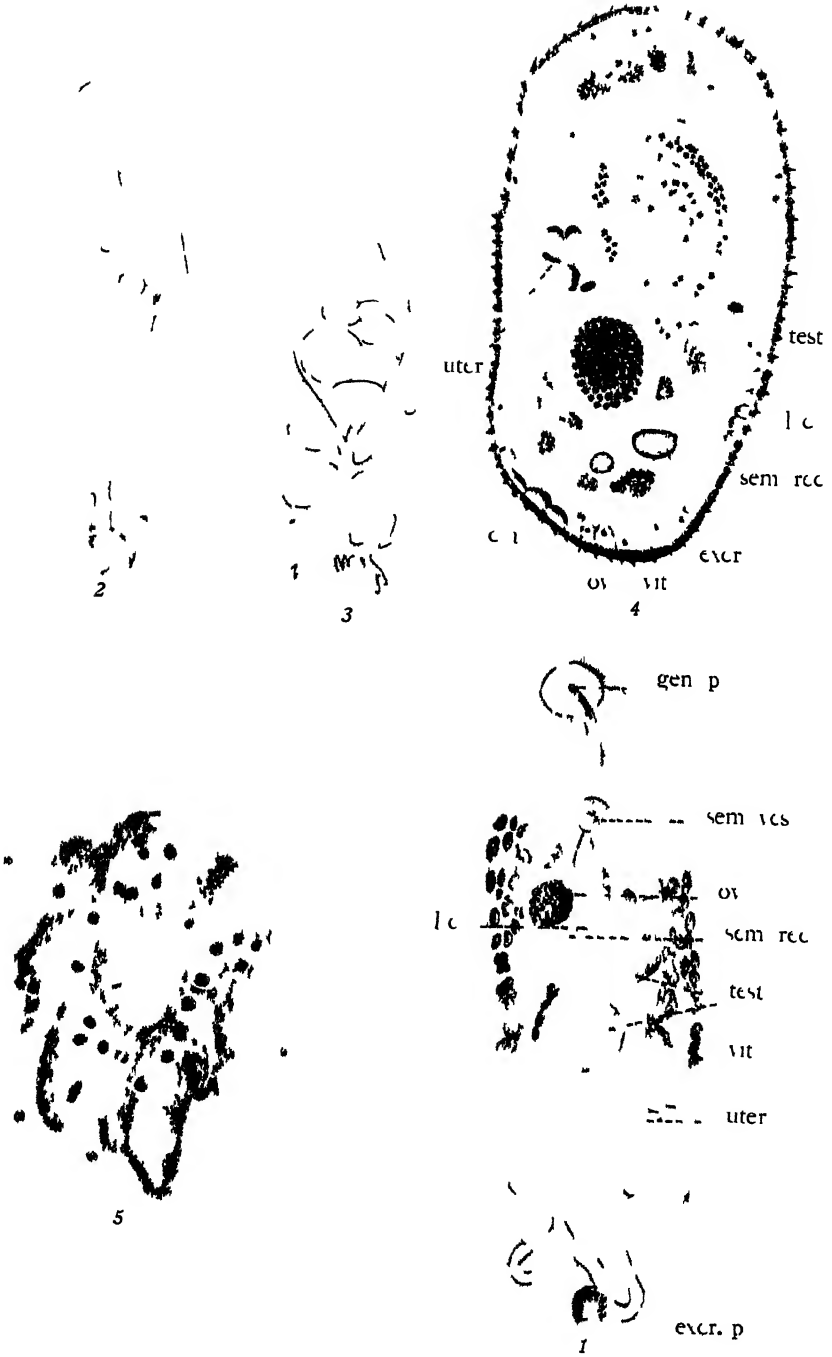 test
uter
l c
sem rec
excr
ov vit
2
3
4
gen p
sem ves
ov
l c
sem rec
test
vit
uter
5
excr. p
1